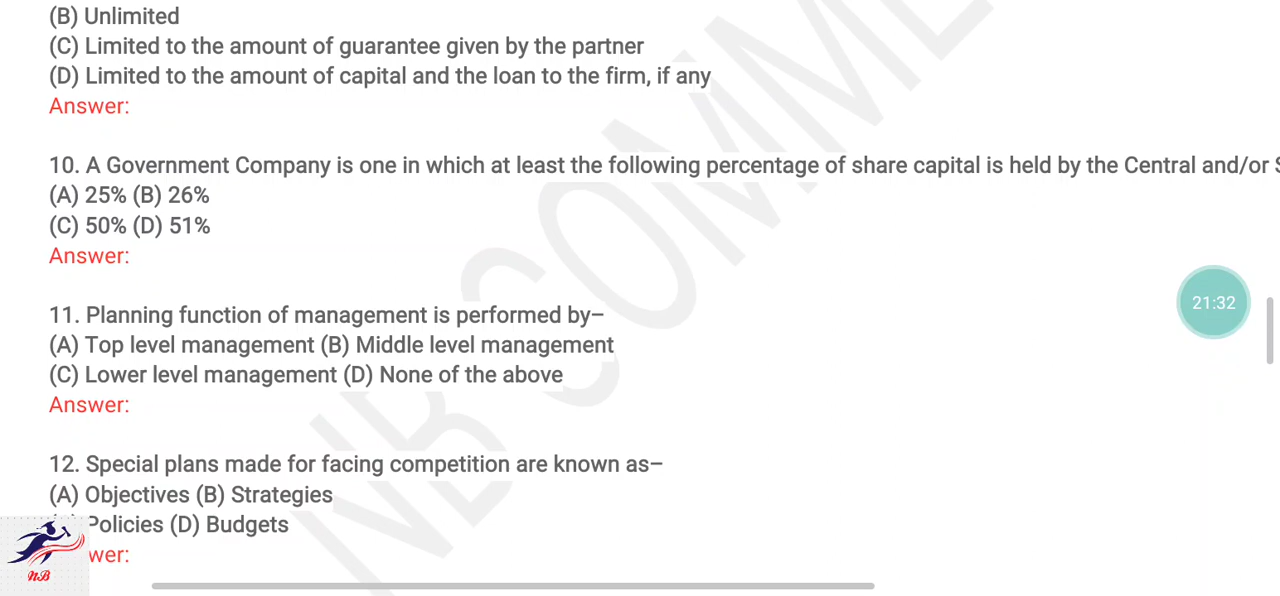 (B) Unlimited
(C) Limited to the amount of guarantee given by the partner
(D) Limited to the amount of capital and the loan to the firm, if any
Answer:
10. A Government Company is one in which at least the following percentage of share capital is held by the Central and/or
(A) 25% (B) 26%
(C) 50% (D) 51%
Answer:
11. Planning function of management is performed by–
(A) Top level management (B) Middle level management
(C) Lower level management (D) None of the above
Answer:
12. Special plans made for facing competition are known as–
(A) Objectives (B) Strategies
Policies (D) Budgets
wer:
21:32
NB
NB COMME